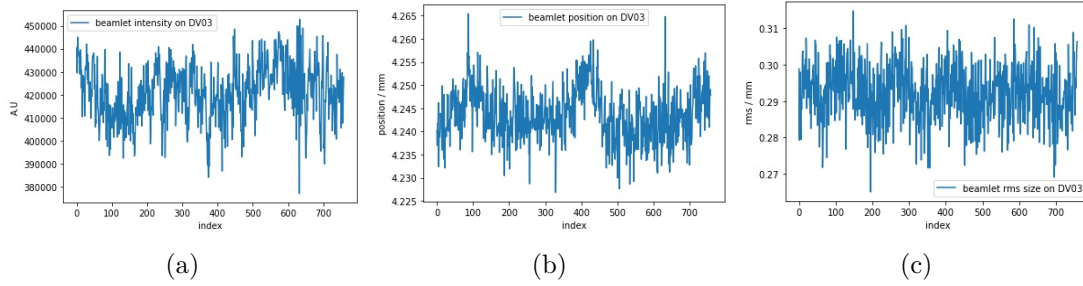 beamlet intensity on DV03
A.U
450000
440000
430000
420000
410000
400000
390000
380000
0 100 200 300 400 500 600 700
index
(a)
beamlet position on DV03
position / mm
4.265
4.260
4.255
4.250
4.245
4.240
4.235
4.230
4.225
0 100 200 300 400 500 600 700
index
(b)
rms / mm
0.31
0.30
0.29
0.28
0.27
beamlet rms size on DV03
0 100 200 300 400 500 600 700
index
(c)